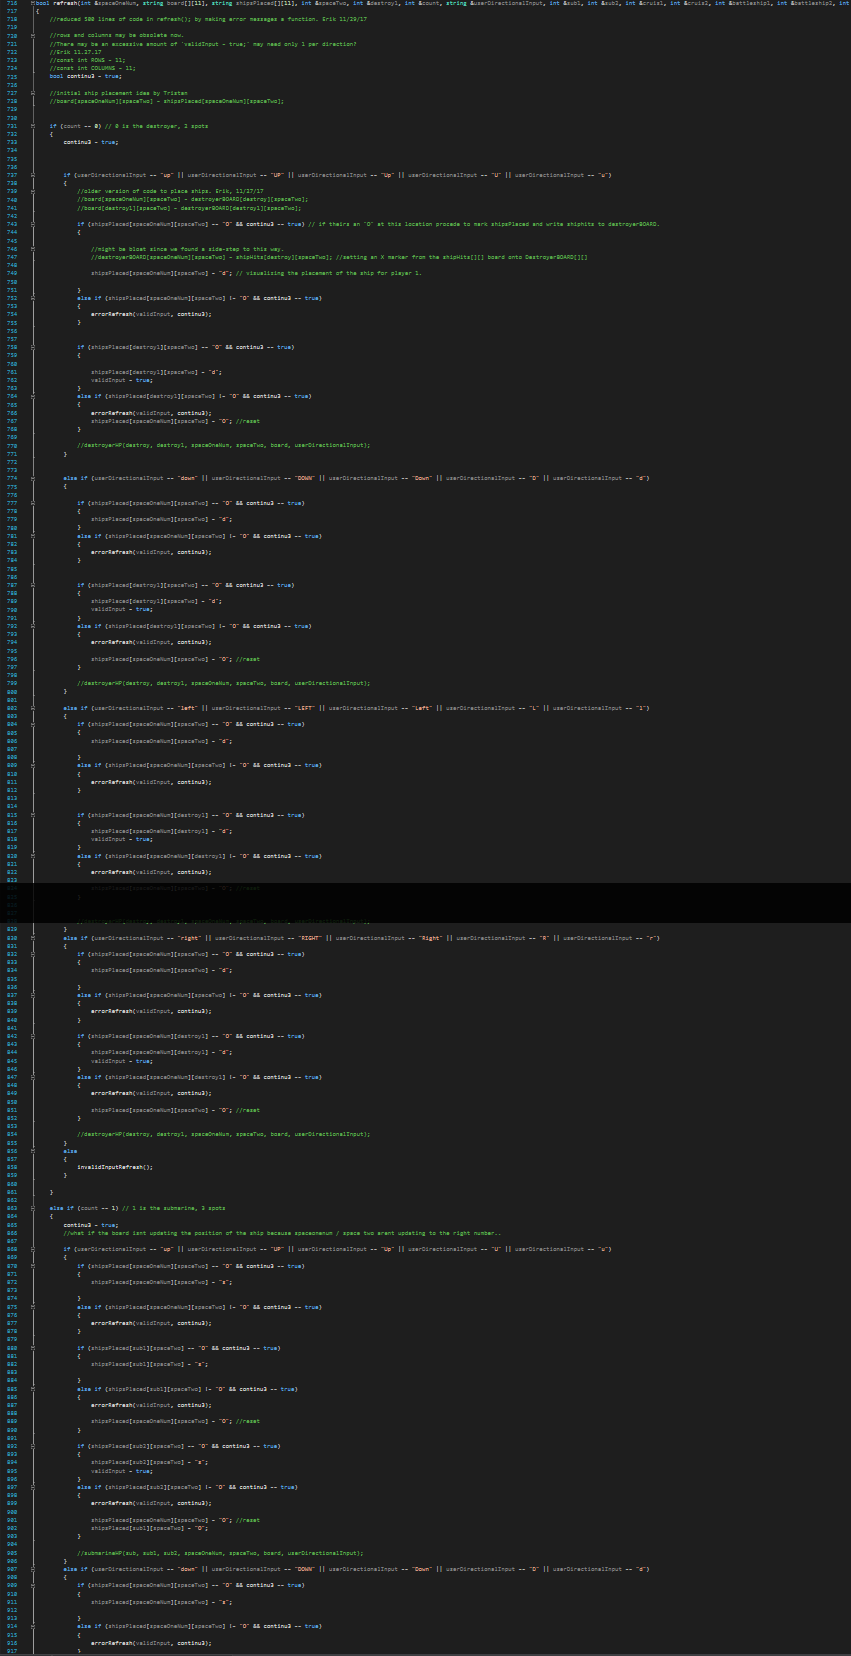 716 bool refresh(int &spaceOneNum, string board[][11], string shipsPlaced[][11], int &spaceTwo, int &destroy1, int &count, string &userDirectionalInput, int &sub1, int &sub2, int &cruis1, int &cruis2, int &battleship1, int &battleship2, int
717 {
718 //reduced 500 lines of code in refresh(); by making error messages a function. Erik 11/29/17
719
720 //rows and columns may be obsolete now.
721 //There may be an excessive amount of 'validInput = true;' may need only 1 per direction?
722 //Erik 11.27.17
723 //const int ROWS = 11;
724 //const int COLUMNS = 11;
725 bool continu3 = true;
726
727 //initial ship placement idea by Tristen
728 //board[spaceOneNum][spaceTwo] = shipsPlaced[spaceOneNum][spaceTwo];
729
730
731 if (count == 0) // 0 is the destroyer, 2 spots
732 {
733 continu3 = true;
734
735
736
737 if (userDirectionalInput == "up" || userDirectionalInput == "UP" || userDirectionalInput == "Up" || userDirectionalInput == "U" || userDirectionalInput == "u")
738 {
739 //older version of code to place ships. Erik, 11/27/17
740 //board[spaceOneNum][spaceTwo] = destroyerBOARD[destroy][spaceTwo];
741 //board[destroy1][spaceTwo] = destroyerBOARD[destroy1][spaceTwo];
742
743 if (shipsPlaced[spaceOneNum][spaceTwo] == "O" && continu3 == true) // if theirs an "O" at this location procede to mark shipsPlaced and write shiphits to destroyerBOARD.
744 {
745
746 //might be bloat since we found a side-step to this way.
747 //destroyerBOARD[spaceOneNum][spaceTwo] = shipHits[destroy][spaceTwo]; //setting an X marker from the shipHits[][] board onto DestroyerBOARD[][]
748
749 shipsPlaced[spaceOneNum][spaceTwo] = "d"; // visualizing the placement of the ship for player 1.
750
751 }
752 else if (shipsPlaced[spaceOneNum][spaceTwo] != "O" && continu3 == true)
753 {
754 errorRefresh(validInput, continu3);
755 }
756
757
758 if (shipsPlaced[destroy1][spaceTwo] == "O" && continu3 == true)
759 {
760
761 shipsPlaced[destroy1][spaceTwo] = "d";
762 validInput = true;
763 }
764 else if (shipsPlaced[destroy1][spaceTwo] != "O" && continu3 == true)
765 {
766 errorRefresh(validInput, continu3);
767 shipsPlaced[spaceOneNum][spaceTwo] = "O"; //reset
768 }
769
770 //destroyerHP(destroy, destroy1, spaceOneNum, spaceTwo, board, userDirectionalInput);
771 }
772
773
774 else if (userDirectionalInput == "down" || userDirectionalInput == "DOWN" || userDirectionalInput == "Down" || userDirectionalInput == "D" || userDirectionalInput == "d")
775 {
776
777 if (shipsPlaced[spaceOneNum][spaceTwo] == "O" && continu3 == true)
778 {
779 shipsPlaced[spaceOneNum][spaceTwo] = "d";
780 }
781 else if (shipsPlaced[spaceOneNum][spaceTwo] != "O" && continu3 == true)
782 {
783 errorRefresh(validInput, continu3);
784 }
785
786
787 if (shipsPlaced[destroy1][spaceTwo] == "O" && continu3 == true)
788 {
789 shipsPlaced[destroy1][spaceTwo] = "d";
790 validInput = true;
791 }
792 else if (shipsPlaced[destroy1][spaceTwo] != "O" && continu3 == true)
793 {
794 errorRefresh(validInput, continu3);
795
796 shipsPlaced[spaceOneNum][spaceTwo] = "O"; //reset
797 }
798
799 //destroyerHP(destroy, destroy1, spaceOneNum, spaceTwo, board, userDirectionalInput);
800 }
801
802 else if (userDirectionalInput == "left" || userDirectionalInput == "LEFT" || userDirectionalInput == "Left" || userDirectionalInput == "L" || userDirectionalInput == "l")
803 {
804 if (shipsPlaced[spaceOneNum][spaceTwo] == "O" && continu3 == true)
805 {
806 shipsPlaced[spaceOneNum][spaceTwo] = "d";
807
808 }
809 else if (shipsPlaced[spaceOneNum][spaceTwo] != "O" && continu3 == true)
810 {
811 errorRefresh(validInput, continu3);
812 }
813
814
815 if (shipsPlaced[spaceOneNum][destroy1] == "O" && continu3 == true)
816 {
817 shipsPlaced[spaceOneNum][destroy1] = "d";
818 validInput = true;
819 }
820 else if (shipsPlaced[spaceOneNum][destroy1] != "O" && continu3 == true)
821 {
822 errorRefresh(validInput, continu3);
823
829 }
830 else if (userDirectionalInput == "right" || userDirectionalInput == "RIGHT" || userDirectionalInput == "Right" || userDirectionalInput == "R" || userDirectionalInput == "r")
831 {
832 if (shipsPlaced[spaceOneNum][spaceTwo] == "O" && continu3 == true)
833 {
834 shipsPlaced[spaceOneNum][spaceTwo] = "d";
835
836 }
837 else if (shipsPlaced[spaceOneNum][spaceTwo] != "O" && continu3 == true)
838 {
839 errorRefresh(validInput, continu3);
840 }
841
842 if (shipsPlaced[spaceOneNum][destroy1] == "O" && continu3 == true)
843 {
844 shipsPlaced[spaceOneNum][destroy1] = "d";
845 validInput = true;
846 }
847 else if (shipsPlaced[spaceOneNum][destroy1] != "O" && continu3 == true)
848 {
849 errorRefresh(validInput, continu3);
850
851 shipsPlaced[spaceOneNum][spaceTwo] = "O"; //reset
852 }
853
854 //destroyerHP(destroy, destroy1, spaceOneNum, spaceTwo, board, userDirectionalInput);
855 }
856 else
857 {
858 invalidInputRefresh();
859 }
860
861 }
862
863 else if (count == 1) // 1 is the submarine, 3 spots
864 {
865 continu3 = true;
866 //what if the board isnt updating the position of the ship because spaceonenum / space two arent updating to the right number..
867
868 if (userDirectionalInput == "up" || userDirectionalInput == "UP" || userDirectionalInput == "Up" || userDirectionalInput == "U" || userDirectionalInput == "u")
869 {
870 if (shipsPlaced[spaceOneNum][spaceTwo] == "O" && continu3 == true)
871 {
872 shipsPlaced[spaceOneNum][spaceTwo] = "s";
873
874 }
875 else if (shipsPlaced[spaceOneNum][spaceTwo] != "O" && continu3 == true)
876 {
877 errorRefresh(validInput, continu3);
878 }
879
880 if (shipsPlaced[sub1][spaceTwo] == "O" && continu3 == true)
881 {
882 shipsPlaced[sub1][spaceTwo] = "s";
883
884 }
885 else if (shipsPlaced[sub1][spaceTwo] != "O" && continu3 == true)
886 {
887 errorRefresh(validInput, continu3);
888
889 shipsPlaced[spaceOneNum][spaceTwo] = "O"; //reset
890 }
891
892 if (shipsPlaced[sub2][spaceTwo] == "O" && continu3 == true)
893 {
894 shipsPlaced[sub2][spaceTwo] = "s";
895 validInput = true;
896 }
897 else if (shipsPlaced[sub2][spaceTwo] != "O" && continu3 == true)
898 {
899 errorRefresh(validInput, continu3);
900
901 shipsPlaced[spaceOneNum][spaceTwo] = "O"; //reset
902 shipsPlaced[sub1][spaceTwo] = "O";
903 }
904
905 //submarineHP(sub, sub1, sub2, spaceOneNum, spaceTwo, board, userDirectionalInput);
906 }
907 else if (userDirectionalInput == "down" || userDirectionalInput == "DOWN" || userDirectionalInput == "Down" || userDirectionalInput == "D" || userDirectionalInput == "d")
908 {
909 if (shipsPlaced[spaceOneNum][spaceTwo] == "O" && continu3 == true)
910 {
911 shipsPlaced[spaceOneNum][spaceTwo] = "s";
912
913 }
914 else if (shipsPlaced[spaceOneNum][spaceTwo] != "O" && continu3 == true)
915 {
916 errorRefresh(validInput, continu3);
917 }